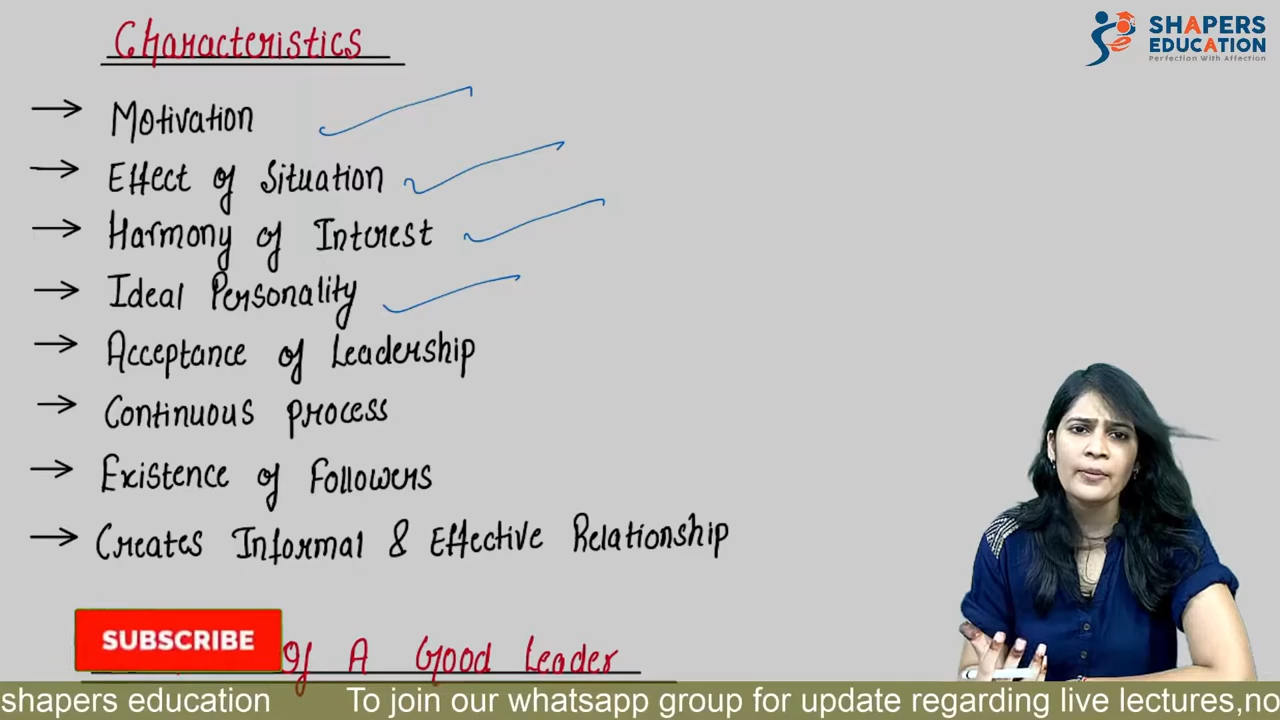 Characteristics
SHAPERS
EDUCATION
Perfection With Affection
→ Motivation
→ Effect of Situation
→ Harmony of Interest
→ Ideal Personality
→ Acceptance of Leadership
→ Continuous process
→ Existence of Followers
→ Creates Informal & Effective Relationship
SUBSCRIBE
Of A Good Leader
shapers education To join our whatsapp group for update regarding live lectures,no